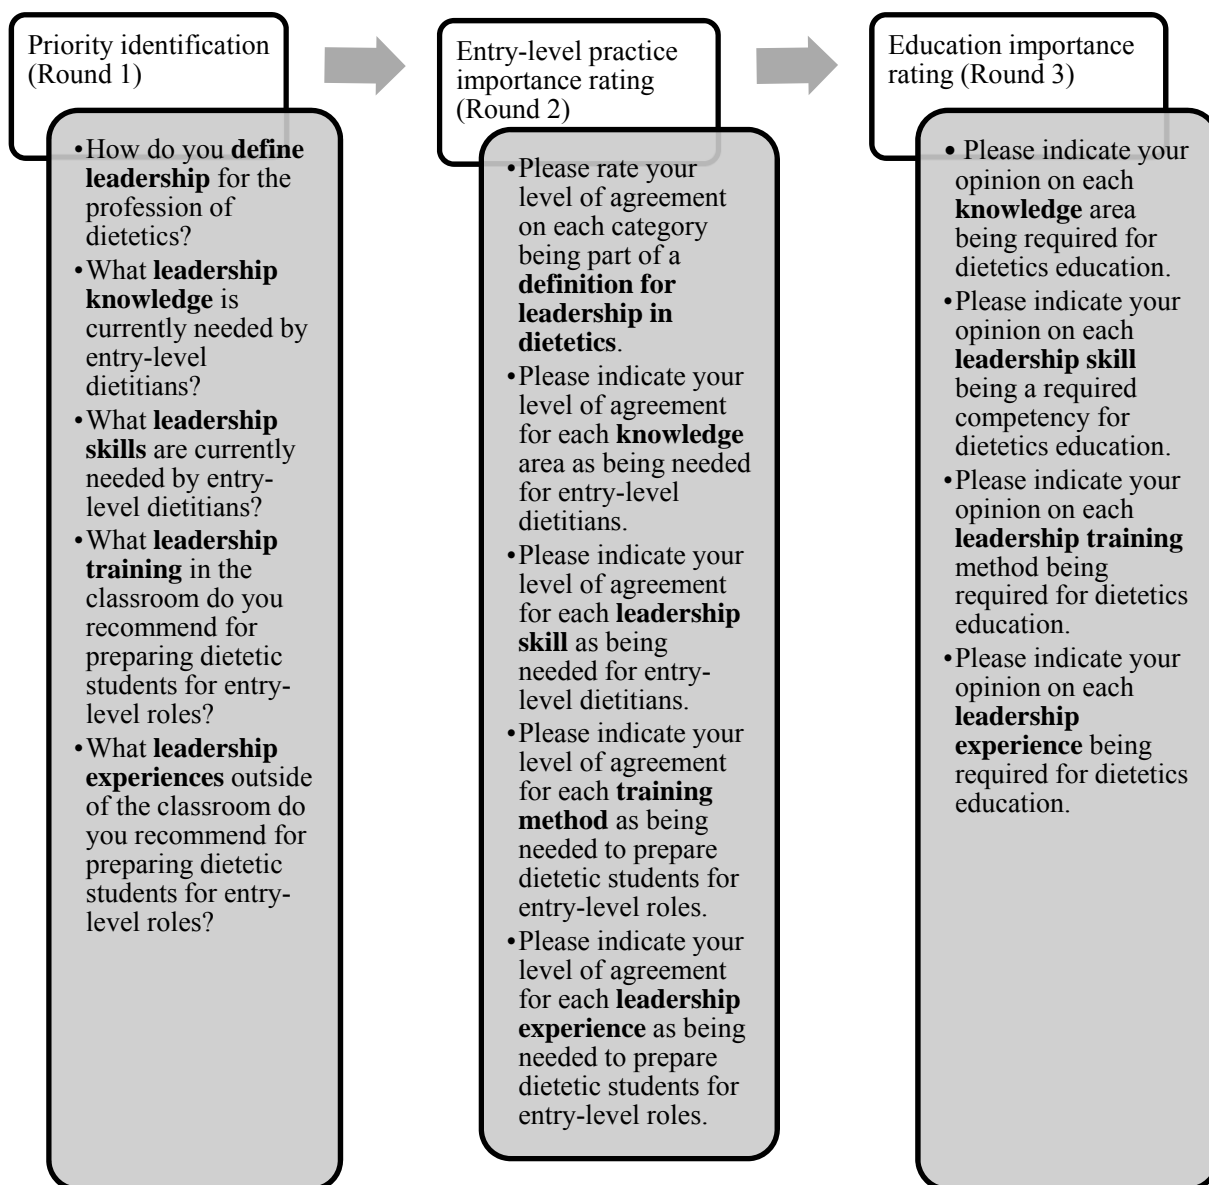 Priority identification
(Round 1)
•How do you define
leadership for the
profession of
dietetics?
•What leadership
knowledge is
currently needed by
entry-level
dietitians?
•What leadership
skills are currently
needed by entry-
level dietitians?
•What leadership
training in the
classroom do you
recommend for
preparing dietetic
students for entry-
level roles?
•What leadership
experiences outside
of the classroom do
you recommend for
preparing dietetic
students for entry-
level roles?
Entry-level practice
importance rating
(Round 2)
•Please rate your
level of agreement
on each category
being part of a
definition for
leadership in
dietetics.
•Please indicate your
level of agreement
for each knowledge
area as being needed
for entry-level
dietitians.
•Please indicate your
level of agreement
for each leadership
skill as being
needed for entry-
level dietitians.
•Please indicate your
level of agreement
for each training
method as being
needed to prepare
dietetic students for
entry-level roles.
•Please indicate your
level of agreement
for each leadership
experience as being
needed to prepare
dietetic students for
entry-level roles.
Education importance
rating (Round 3)
• Please indicate your
opinion on each
knowledge area
being required for
dietetics education.
•Please indicate your
opinion on each
leadership skill
being a required
competency for
dietetics education.
•Please indicate your
opinion on each
leadership training
method being
required for dietetics
education.
•Please indicate your
opinion on each
leadership
experience being
required for dietetics
education.